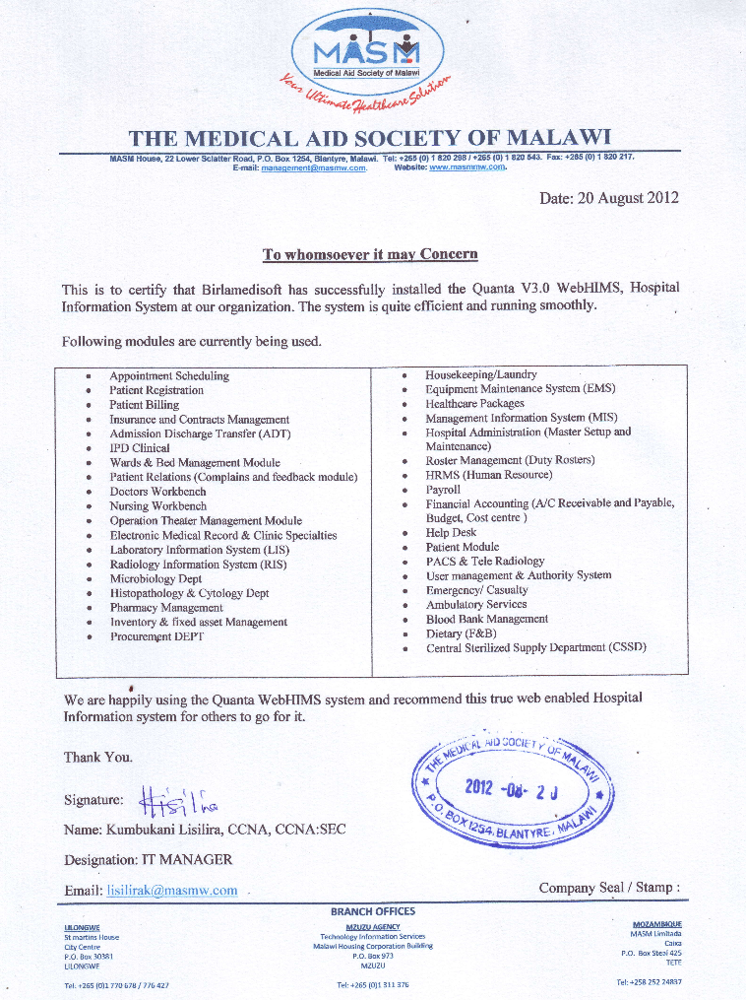 MASM
Medical Aid Society of Malawi
Your Ultimate Healthcare Solution
THE MEDICAL AID SOCIETY OF MALAWI
MASM House, 22 Lower Sclatter Road, P.O. Box 1254, Blantyre, Malawi. Tel: +265 (0) 1 820 298 / +265 (0) 1 820 543. Fax: +265 (0) 1 820 217.
E-mail: management@masmw.com. Website: www.masmmw.com.
Date: 20 August 2012
To whomsoever it may Concern
This is to certify that Birlamedisoft has successfully installed the Quanta V3.0 WebHIMS, Hospital
Information System at our organization. The system is quite efficient and running smoothly.
Following modules are currently being used.
• Appointment Scheduling
• Patient Registration
• Patient Billing
• Insurance and Contracts Management
• Admission Discharge Transfer (ADT)
• IPD Clinical
• Wards & Bed Management Module
• Patient Relations (Complains and feedback module)
• Doctors Workbench
• Nursing Workbench
• Operation Theater Management Module
• Electronic Medical Record & Clinic Specialties
• Laboratory Information System (LIS)
• Radiology Information System (RIS)
• Microbiology Dept
• Histopathology & Cytology Dept
• Pharmacy Management
• Inventory & fixed asset Management
• Procurement DEPT
• Housekeeping/Laundry
• Equipment Maintenance System (EMS)
• Healthcare Packages
• Management Information System (MIS)
• Hospital Administration (Master Setup and
Maintenance)
• Roster Management (Duty Rosters)
• HRMS (Human Resource)
• Payroll
• Financial Accounting (A/C Receivable and Payable,
Budget, Cost centre )
• Help Desk
• Patient Module
• PACS & Tele Radiology
• User management & Authority System
• Emergency/ Casualty
• Ambulatory Services
• Blood Bank Management
• Dietary (F&B)
• Central Sterilized Supply Department (CSSD)
We are happily using the Quanta WebHIMS system and recommend this true web enabled Hospital
Information system for others to go for it.
Thank You.
THE MEDICAL AID SOCIETY OF MALAWI
2012 -08- 20
P.O. BOX 1254, BLANTYRE, MALAWI
Signature:
Name: Kumbukani Lisilira, CCNA, CCNA:SEC
Designation: IT MANAGER
Email: lisilirak@masmw.com
Company Seal / Stamp :
BRANCH OFFICES
LILONGWE
St martins House
City Centre
P.O. Box 30381
LILONGWE
Tel: +265 (0)1 770 678 / 776 427
MZUZU AGENCY
Technology Information Services
Malawi Housing Corporation Building
P.O. Box 973
MZUZU
Tel: +265 (0)1 311 376
MOZAMBIQUE
MASM Limitada
Caixa
P.O. Box Steal 425
TETE
Tel: +258 252 24837